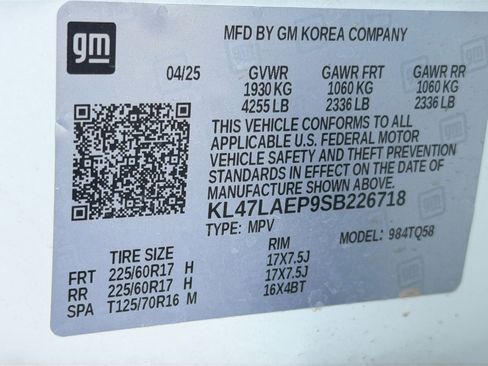 gm
MFD BY GM KOREA COMPANY
04/25 GVWR GAWR FRT GAWR RR
1930 KG 1060 KG 1060 KG
4255 LB 2336 LB 2336 LB
THIS VEHICLE CONFORMS TO ALL
APPLICABLE U.S. FEDERAL MOTOR
VEHICLE SAFETY AND THEFT PREVENTION
STANDARDS IN EFFECT ON THE DATE OF
MANUFACTURE SHOWN ABOVE.
KL47LAEP9SB226718
TYPE: MPV MODEL: 984TQ58
TIRE SIZE RIM
FRT 225/60R17 H 17X7.5J
RR 225/60R17 H 17X7.5J
SPA T125/70R16 M 16X4BT